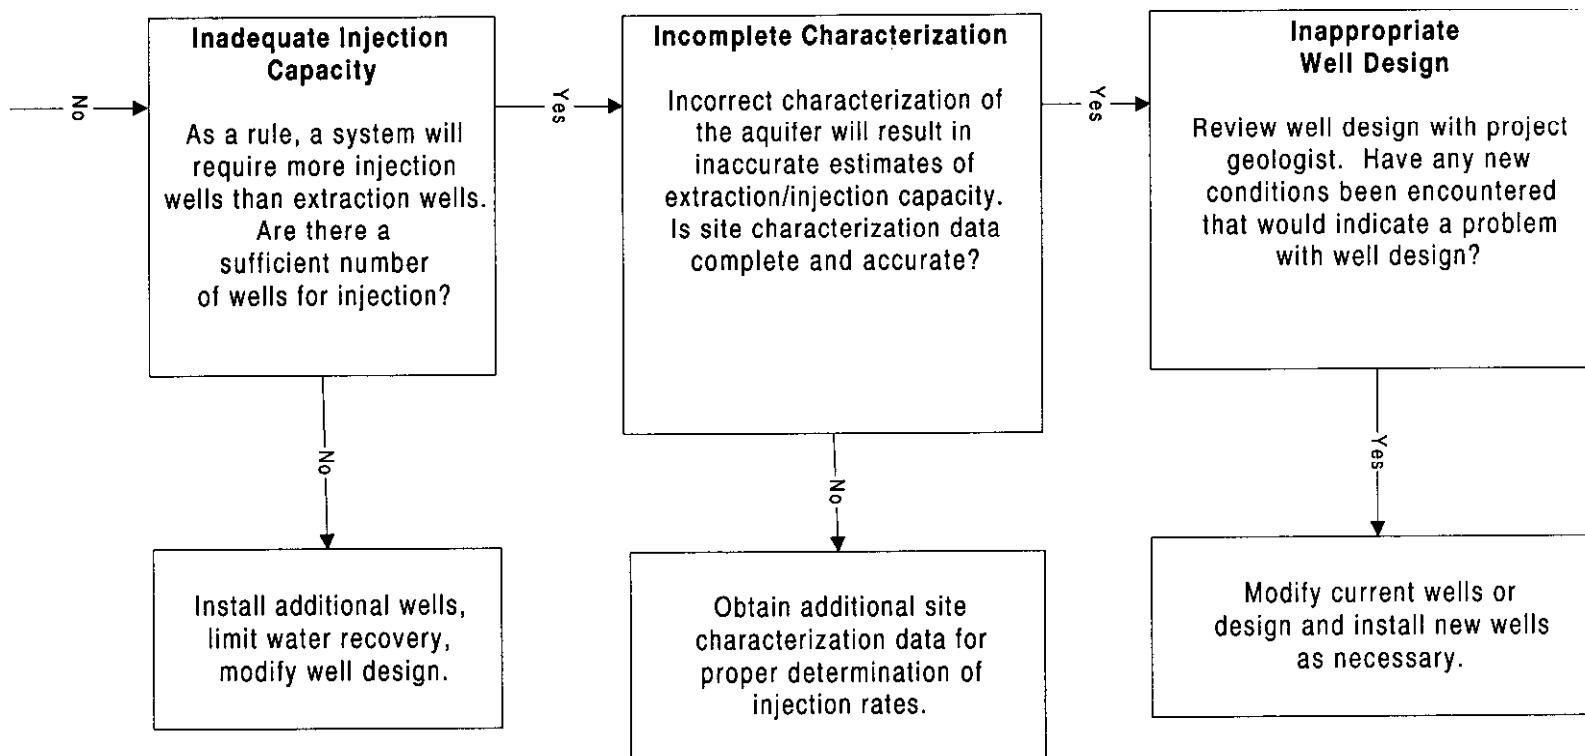 No
Inadequate Injection
Capacity
As a rule, a system will
require more injection
wells than extraction wells.
Are there a
sufficient number
of wells for injection?
Yes
Incomplete Characterization
Incorrect characterization of
the aquifer will result in
inaccurate estimates of
extraction/injection capacity.
Is site characterization data
complete and accurate?
Yes
Inappropriate
Well Design
Review well design with project
geologist. Have any new
conditions been encountered
that would indicate a problem
with well design?
No
No
Yes
Install additional wells,
limit water recovery,
modify well design.
Obtain additional site
characterization data for
proper determination of
injection rates.
Modify current wells or
design and install new wells
as necessary.